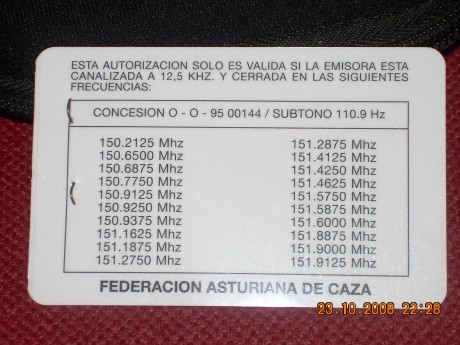 ESTA AUTORIZACION SOLO ES VALIDA SI LA EMISORA ESTA
CANALIZADA A 12,5 KHZ. Y CERRADA EN LAS SIGUIENTES
FRECUENCIAS:
CONCESION O - O - 95 00144 / SUBTONO 110.9 Hz
150.2125 Mhz 151.2875 Mhz
150.6500 Mhz 151.4125 Mhz
150.6875 Mhz 151.4250 Mhz
150.7750 Mhz 151.4625 Mhz
150.9125 Mhz 151.5750 Mhz
150.9250 Mhz 151.5875 Mhz
150.9375 Mhz 151.6000 Mhz
151.1625 Mhz 151.8875 Mhz
151.1875 Mhz 151.9000 Mhz
151.2750 Mhz 151.9125 Mhz
FEDERACION ASTURIANA DE CAZA
23.10.2008 22:28